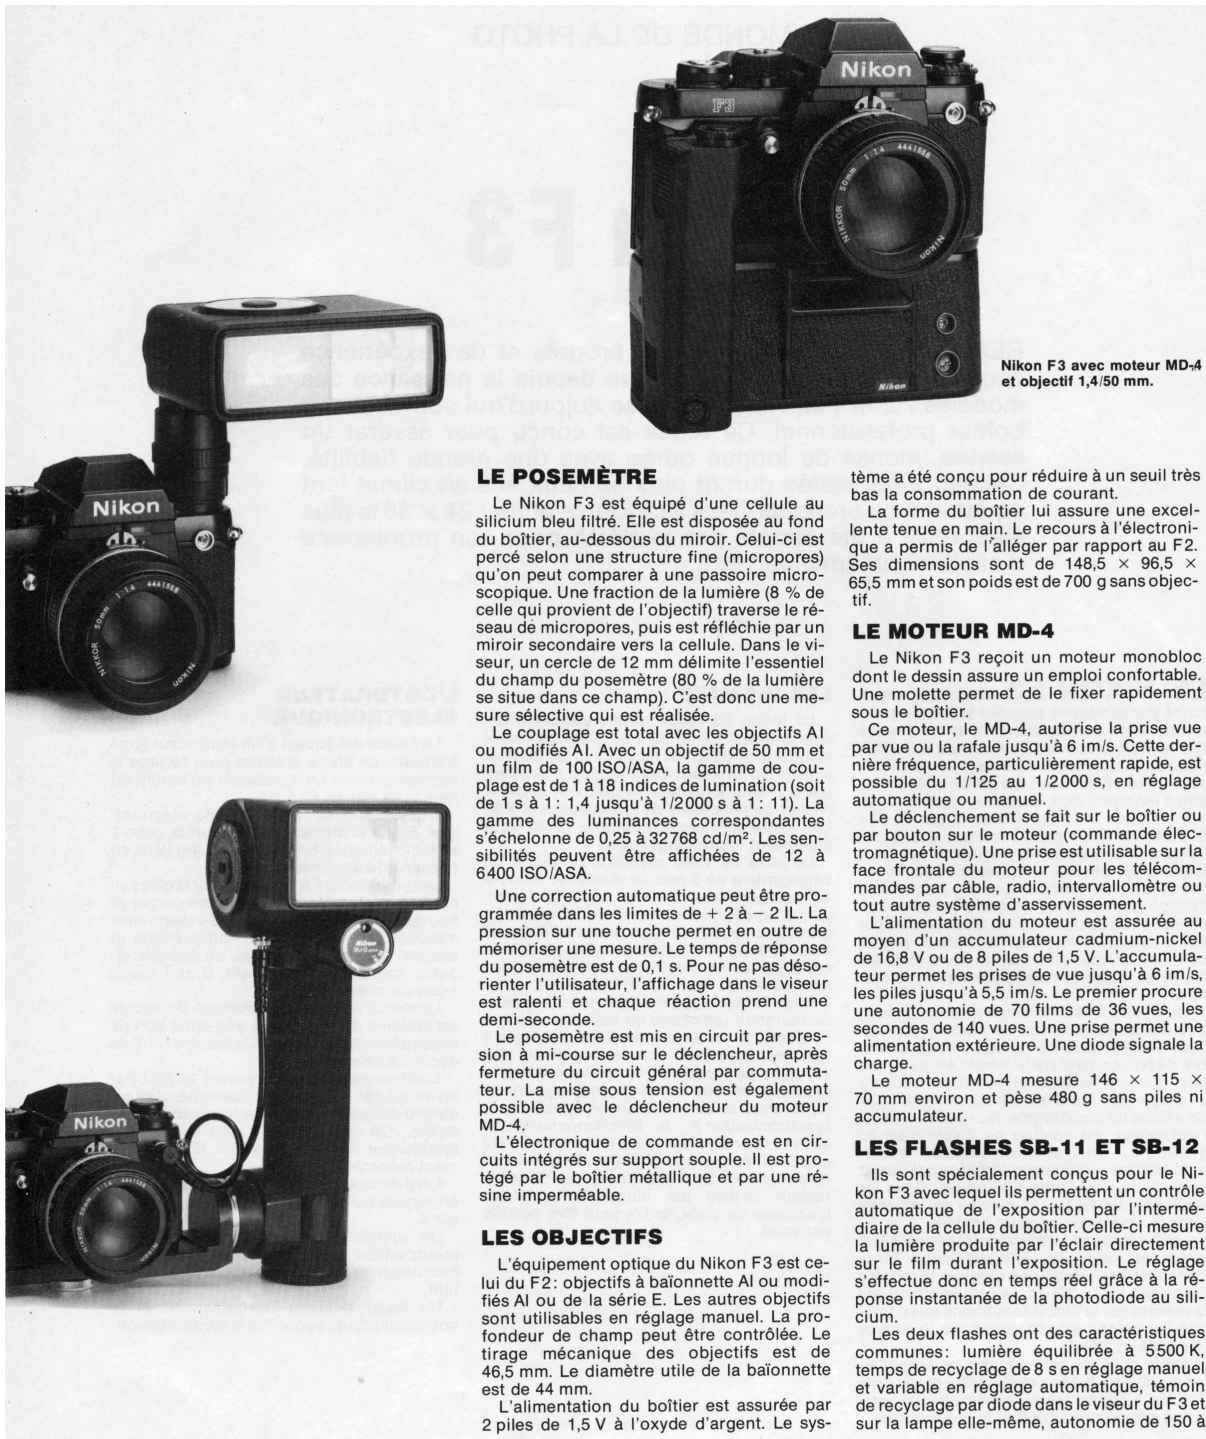 Nikon
F3
NIKKOR 50mm 1:1.4 4441568
Nikon
Nikon
Nikon F3 avec moteur MD-4
et objectif 1,4/50 mm.
Nikon
NIKKOR 50mm 1:1.4 4441568
Nikon
Nikon
Nikon
LE POSEMÈTRE
Le Nikon F3 est équipé d'une cellule au
silicium bleu filtré. Elle est disposée au fond
du boîtier, au-dessous du miroir. Celui-ci est
percé selon une structure fine (micropores)
qu'on peut comparer à une passoire micro-
scopique. Une fraction de la lumière (8 % de
celle qui provient de l'objectif) traverse le ré-
seau de micropores, puis est réfléchie par un
miroir secondaire vers la cellule. Dans le vi-
seur, un cercle de 12 mm délimite l'essentiel
du champ du posemètre (80 % de la lumière
se situe dans ce champ). C'est donc une me-
sure sélective qui est réalisée.
Le couplage est total avec les objectifs AI
ou modifiés AI. Avec un objectif de 50 mm et
un film de 100 ISO/ASA, la gamme de cou-
plage est de 1 à 18 indices de lumination (soit
de 1 s à 1: 1,4 jusqu'à 1/2000 s à 1: 11). La
gamme des luminances correspondantes
s'échelonne de 0,25 à 32768 cd/m². Les sen-
sibilités peuvent être affichées de 12 à
6400 ISO/ASA.
Une correction automatique peut être pro-
grammée dans les limites de + 2 à − 2 IL. La
pression sur une touche permet en outre de
mémoriser une mesure. Le temps de réponse
du posemètre est de 0,1 s. Pour ne pas déso-
rienter l'utilisateur, l'affichage dans le viseur
est ralenti et chaque réaction prend une
demi-seconde.
Le posemètre est mis en circuit par pres-
sion à mi-course sur le déclencheur, après
fermeture du circuit général par commuta-
teur. La mise sous tension est également
possible avec le déclencheur du moteur
MD-4.
L'électronique de commande est en cir-
cuits intégrés sur support souple. Il est pro-
tégé par le boîtier métallique et par une ré-
sine imperméable.
LES OBJECTIFS
L'équipement optique du Nikon F3 est ce-
lui du F2: objectifs à baïonnette AI ou modi-
fiés AI ou de la série E. Les autres objectifs
sont utilisables en réglage manuel. La pro-
fondeur de champ peut être contrôlée. Le
tirage mécanique des objectifs est de
46,5 mm. Le diamètre utile de la baïonnette
est de 44 mm.
L'alimentation du boîtier est assurée par
2 piles de 1,5 V à l'oxyde d'argent. Le sys-
tème a été conçu pour réduire à un seuil très
bas la consommation de courant.
La forme du boîtier lui assure une excel-
lente tenue en main. Le recours à l'électroni-
que a permis de l'alléger par rapport au F2.
Ses dimensions sont de 148,5 × 96,5 ×
65,5 mm et son poids est de 700 g sans objec-
tif.
LE MOTEUR MD-4
Le Nikon F3 reçoit un moteur monobloc
dont le dessin assure un emploi confortable.
Une molette permet de le fixer rapidement
sous le boîtier.
Ce moteur, le MD-4, autorise la prise vue
par vue ou la rafale jusqu'à 6 im/s. Cette der-
nière fréquence, particulièrement rapide, est
possible du 1/125 au 1/2000 s, en réglage
automatique ou manuel.
Le déclenchement se fait sur le boîtier ou
par bouton sur le moteur (commande élec-
tromagnétique). Une prise est utilisable sur la
face frontale du moteur pour les télécom-
mandes par câble, radio, intervallomètre ou
tout autre système d'asservissement.
L'alimentation du moteur est assurée au
moyen d'un accumulateur cadmium-nickel
de 16,8 V ou de 8 piles de 1,5 V. L'accumula-
teur permet les prises de vue jusqu'à 6 im/s,
les piles jusqu'à 5,5 im/s. Le premier procure
une autonomie de 70 films de 36 vues, les
secondes de 140 vues. Une prise permet une
alimentation extérieure. Une diode signale la
charge.
Le moteur MD-4 mesure 146 × 115 ×
70 mm environ et pèse 480 g sans piles ni
accumulateur.
LES FLASHES SB-11 ET SB-12
Ils sont spécialement conçus pour le Ni-
kon F3 avec lequel ils permettent un contrôle
automatique de l'exposition par l'intermé-
diaire de la cellule du boîtier. Celle-ci mesure
la lumière produite par l'éclair directement
sur le film durant l'exposition. Le réglage
s'effectue donc en temps réel grâce à la ré-
ponse instantanée de la photodiode au sili-
cium.
Les deux flashes ont des caractéristiques
communes: lumière équilibrée à 5500 K,
temps de recyclage de 8 s en réglage manuel
et variable en réglage automatique, témoin
de recyclage par diode dans le viseur du F3 et
sur la lampe elle-même, autonomie de 150 à